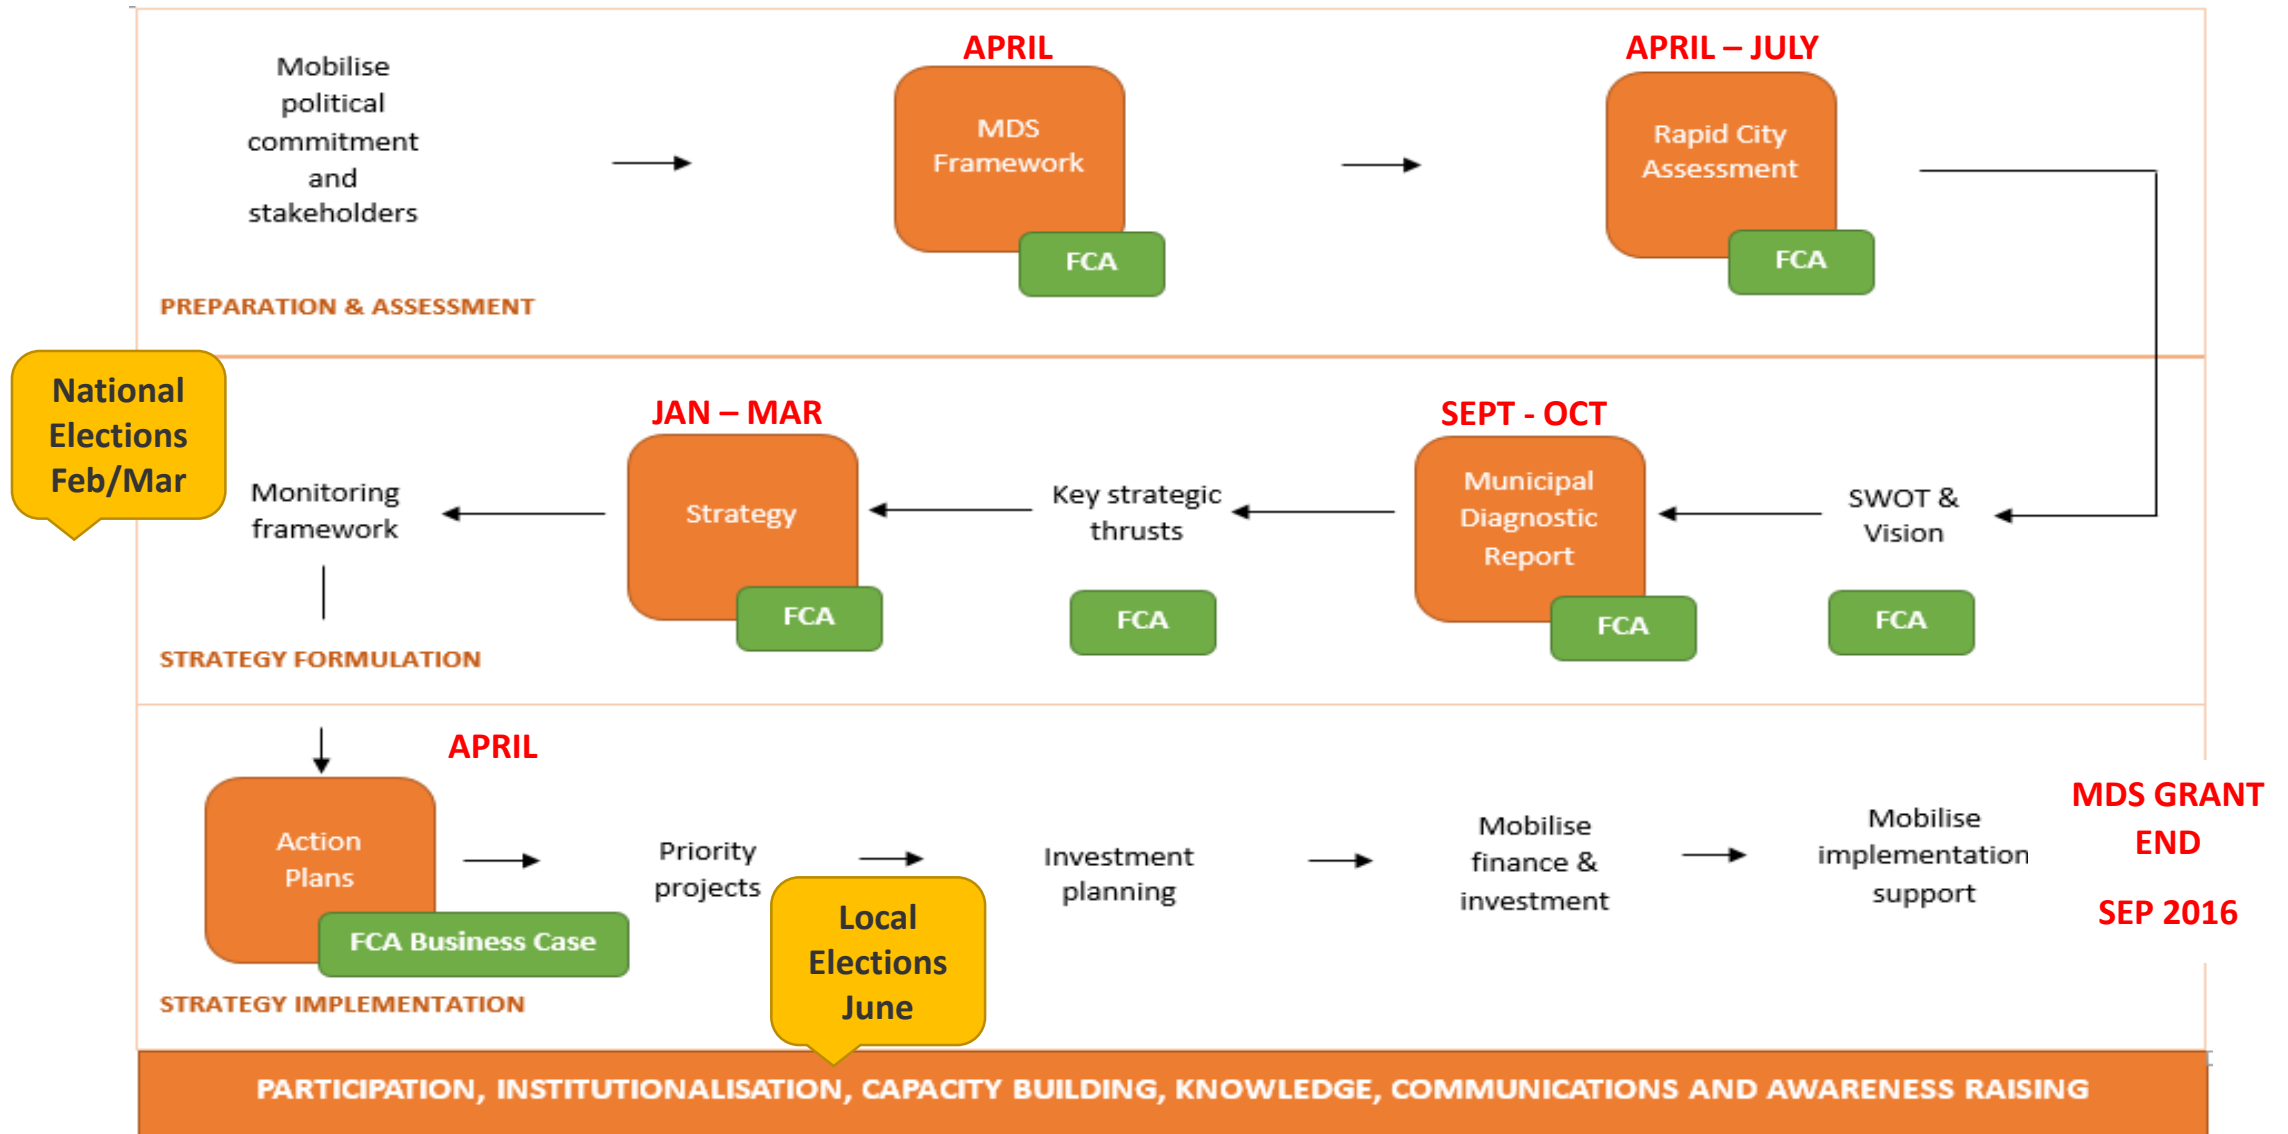 Mobilise
political
commitment
and
stakeholders
APRIL
MDS
Framework
FCA
APRIL – JULY
Rapid City
Assessment
FCA
PREPARATION & ASSESSMENT
National
Elections
Feb/Mar
SWOT &
Vision
FCA
SEPT - OCT
Municipal
Diagnostic
Report
FCA
Key strategic
thrusts
FCA
JAN – MAR
Strategy
FCA
Monitoring
framework
STRATEGY FORMULATION
APRIL
Action
Plans
FCA Business Case
Priority
projects
Local
Elections
June
Investment
planning
Mobilise
finance &
investment
Mobilise
implementation
support
MDS GRANT
END
SEP 2016
STRATEGY IMPLEMENTATION
PARTICIPATION, INSTITUTIONALISATION, CAPACITY BUILDING, KNOWLEDGE, COMMUNICATIONS AND AWARENESS RAISING